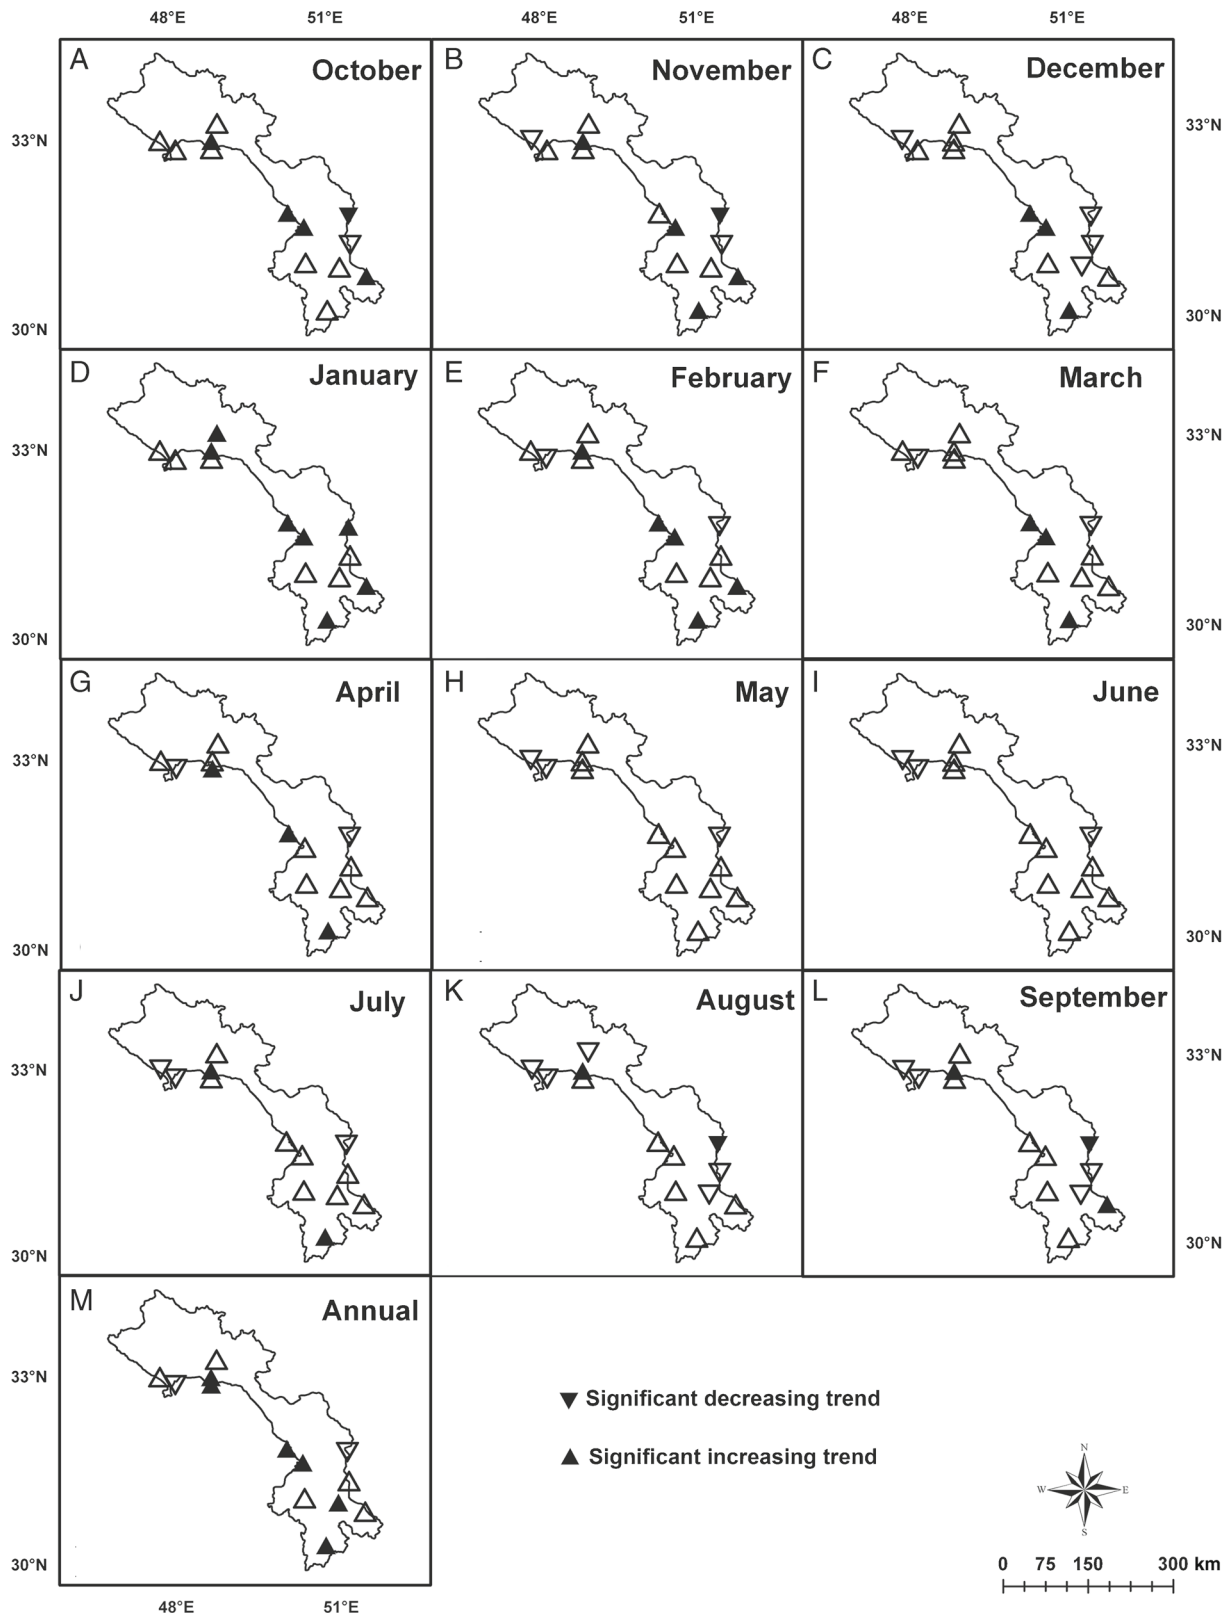 48°E 51°E 48°E 51°E 48°E 51°E
A October B November C December
33°N 33°N
30°N 30°N
D January E February F March
33°N 33°N
30°N 30°N
G April H May I June
33°N 33°N
30°N 30°N
J July K August L September
33°N 33°N
30°N 30°N
M Annual
33°N
Significant decreasing trend
Significant increasing trend
N
W E
S
30°N
0 75 150 300 km
48°E 51°E